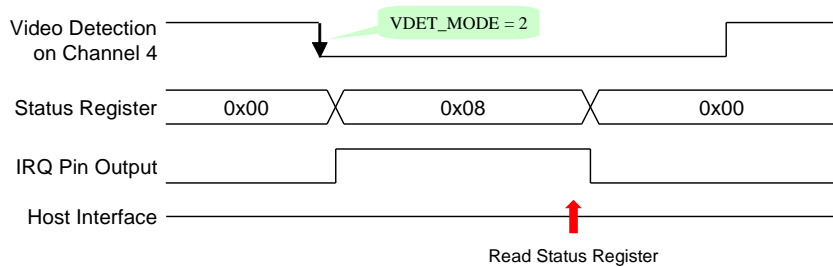 VDET_MODE = 2
Video Detection
on Channel 4
Status Register 0x00 0x08 0x00
IRQ Pin Output
Host Interface
Read Status Register